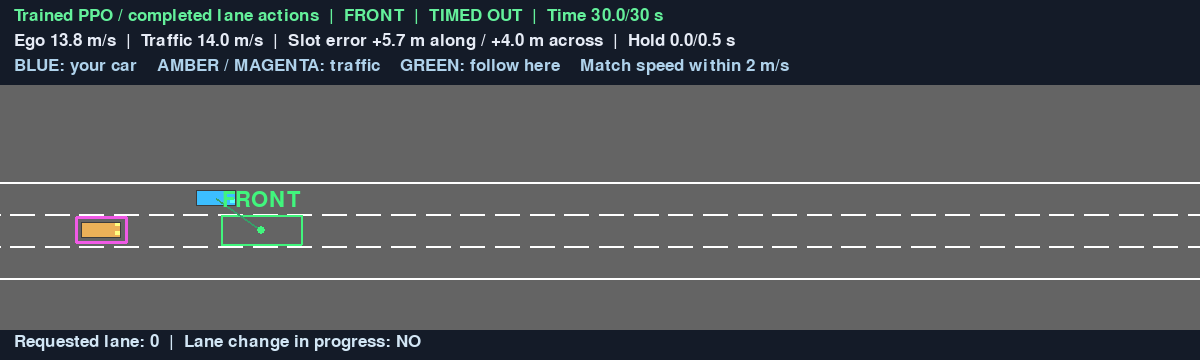 Trained PPO / completed lane actions | FRONT | TIMED OUT | Time 30.0/30 s
Ego 13.8 m/s | Traffic 14.0 m/s | Slot error +5.7 m along / +4.0 m across | Hold 0.0/0.5 s
BLUE: your car AMBER / MAGENTA: traffic GREEN: follow here Match speed within 2 m/s
FRONT
Requested lane: 0 | Lane change in progress: NO